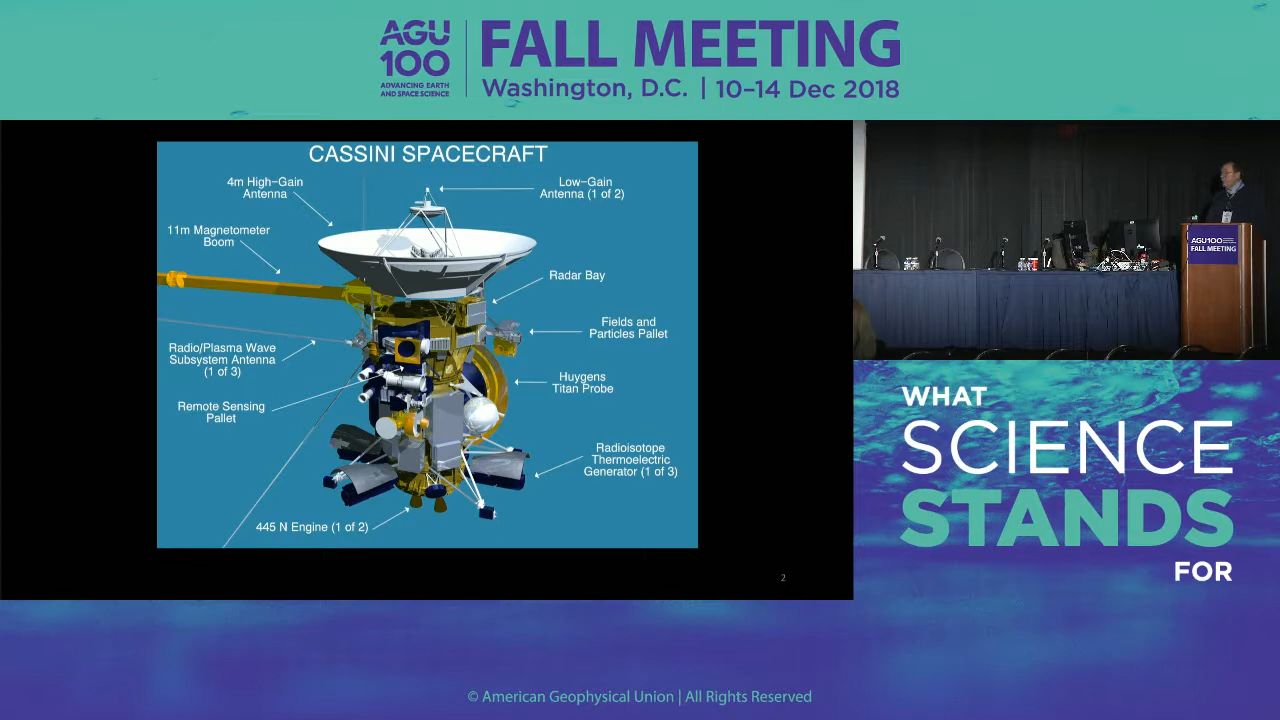 AGU
100
ADVANCING EARTH
AND SPACE SCIENCE
FALL MEETING
Washington, D.C. | 10–14 Dec 2018
CASSINI SPACECRAFT
4m High–Gain
Antenna
Low–Gain
Antenna (1 of 2)
11m Magnetometer
Boom
Radar Bay
Fields and
Particles Pallet
Radio/Plasma Wave
Subsystem Antenna
(1 of 3)
Huygens
Titan Probe
Remote Sensing
Pallet
Radioisotope
Thermoelectric
Generator (1 of 3)
445 N Engine (1 of 2)
2
AGU100
FALL MEETING
WHAT
SCIENCE
STANDS
FOR
© American Geophysical Union | All Rights Reserved